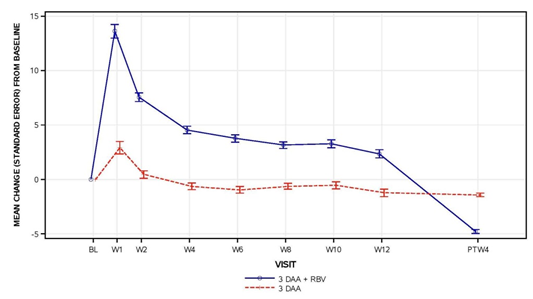 MEAN CHANGE (STANDARD ERROR) FROM BASELINE
15
10
5
0
-5
BL W1 W2 W4 W6 W8 W10 W12 PTW4
VISIT
3 DAA + RBV
3 DAA